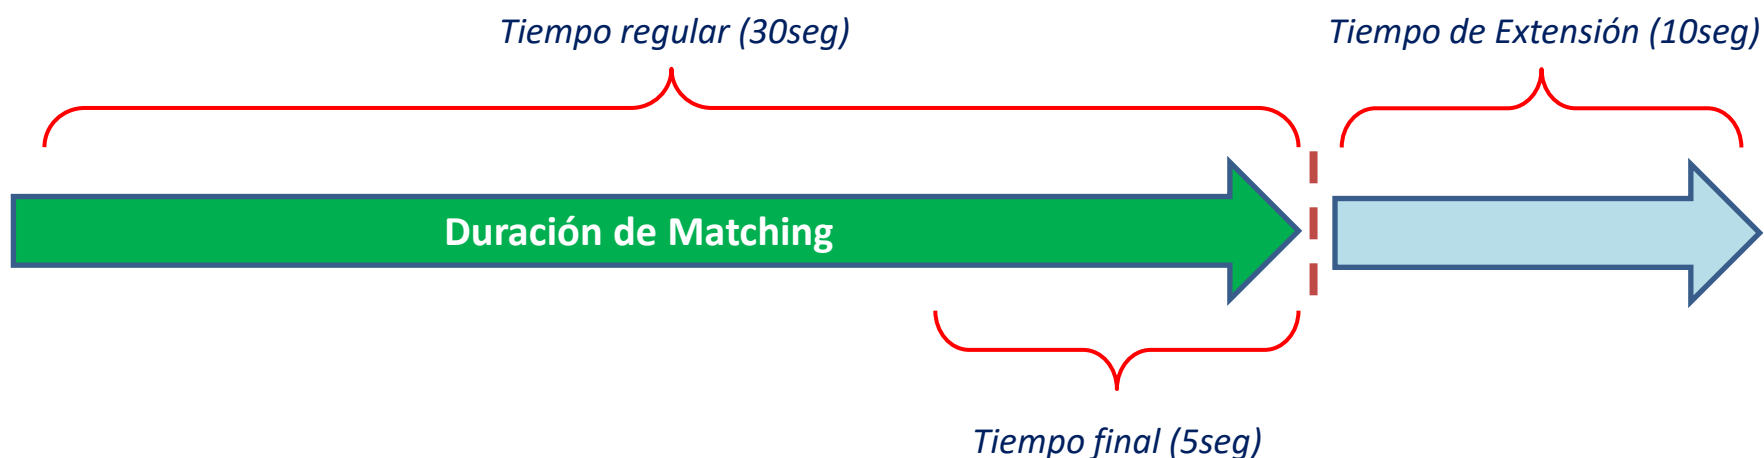 Tiempo regular (30seg)
Tiempo de Extensión (10seg)
Duración de Matching
Tiempo final (5seg)